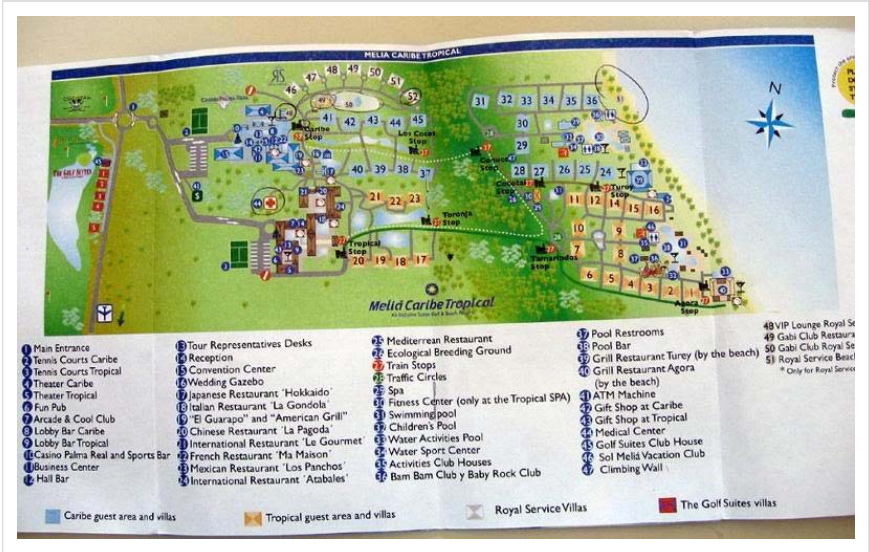 MELIA CARIBE TROPICAL
N
Caribe Stop
Los Cocos Stop
Cocotal Stop
Turey Stop
Toronja Stop
Tropical Stop
Tamarindos Stop
Agora Stop
THE GOLF SUITES
Meliá Caribe Tropical
1 Main Entrance
2 Tennis Courts Caribe
3 Tennis Courts Tropical
4 Theater Caribe
5 Theater Tropical
6 Fun Pub
7 Arcade & Cool Club
8 Lobby Bar Caribe
9 Lobby Bar Tropical
10 Casino Palma Real and Sports Bar
11 Business Center
12 Hall Bar
13 Tour Representatives Desks
14 Reception
15 Convention Center
16 Wedding Gazebo
17 Japanese Restaurant ´Hokkaido´
18 Italian Restaurant ´La Gondola´
19 "El Guarapo" and "American Grill"
20 Chinese Restaurant ´La Pagoda´
21 International Restaurant ´Le Gourmet´
22 French Restaurant ´Ma Maison´
23 Mexican Restaurant ´Los Panchos´
24 International Restaurant ´Atabales´
25 Mediterrean Restaurant
26 Ecological Breeding Ground
27 Train Stops
28 Traffic Circles
29 Spa
30 Fitness Center (only at the Tropical SPA)
31 Swimming pool
32 Children's Pool
33 Water Activities Pool
34 Water Sport Center
35 Activities Club Houses
36 Bam Bam Club y Baby Rock Club
37 Pool Restrooms
38 Pool Bar
39 Grill Restaurant Turey (by the beach)
40 Grill Restaurant Agora
(by the beach)
41 ATM Machine
42 Gift Shop at Caribe
43 Gift Shop at Tropical
44 Medical Center
45 Golf Suites Club House
46 Sol Meliá Vacation Club
47 Climbing Wall
48 VIP Lounge Royal Se
49 Gabi Club Restaura
50 Gabi Club Royal Se
51 Royal Service Beac
* Only for Royal Service
Caribe guest area and villas
Tropical guest area and villas
Royal Service Villas
The Golf Suites villas